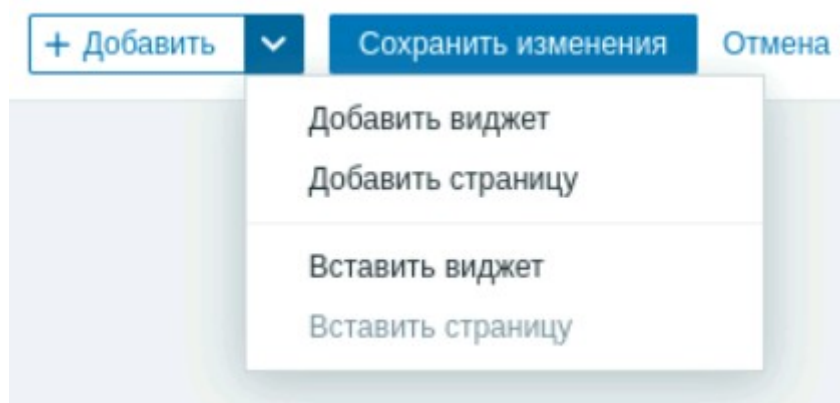 + Добавить Сохранить изменения Отмена
Добавить виджет
Добавить страницу
Вставить виджет
Вставить страницу